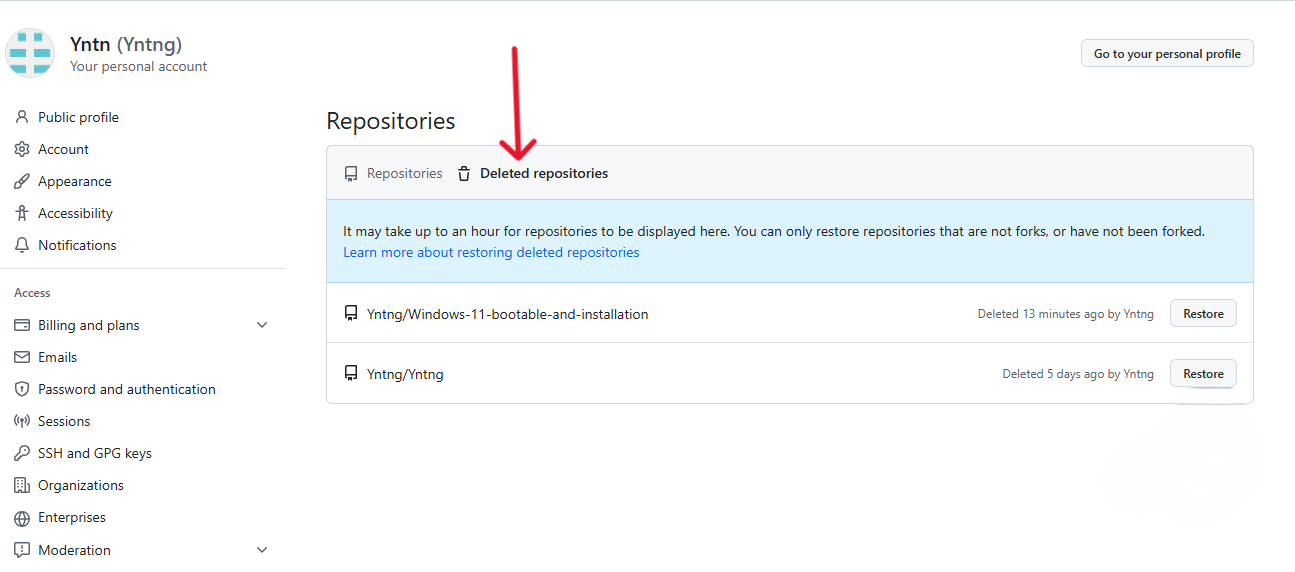 Yntn (Yntng)
Your personal account
Go to your personal profile
Public profile
Account
Appearance
Accessibility
Notifications
Access
Billing and plans
Emails
Password and authentication
Sessions
SSH and GPG keys
Organizations
Enterprises
Moderation
Repositories
Repositories Deleted repositories
It may take up to an hour for repositories to be displayed here. You can only restore repositories that are not forks, or have not been forked.
Learn more about restoring deleted repositories
Yntng/Windows-11-bootable-and-installation Deleted 13 minutes ago by Yntng Restore
Yntng/Yntng Deleted 5 days ago by Yntng Restore